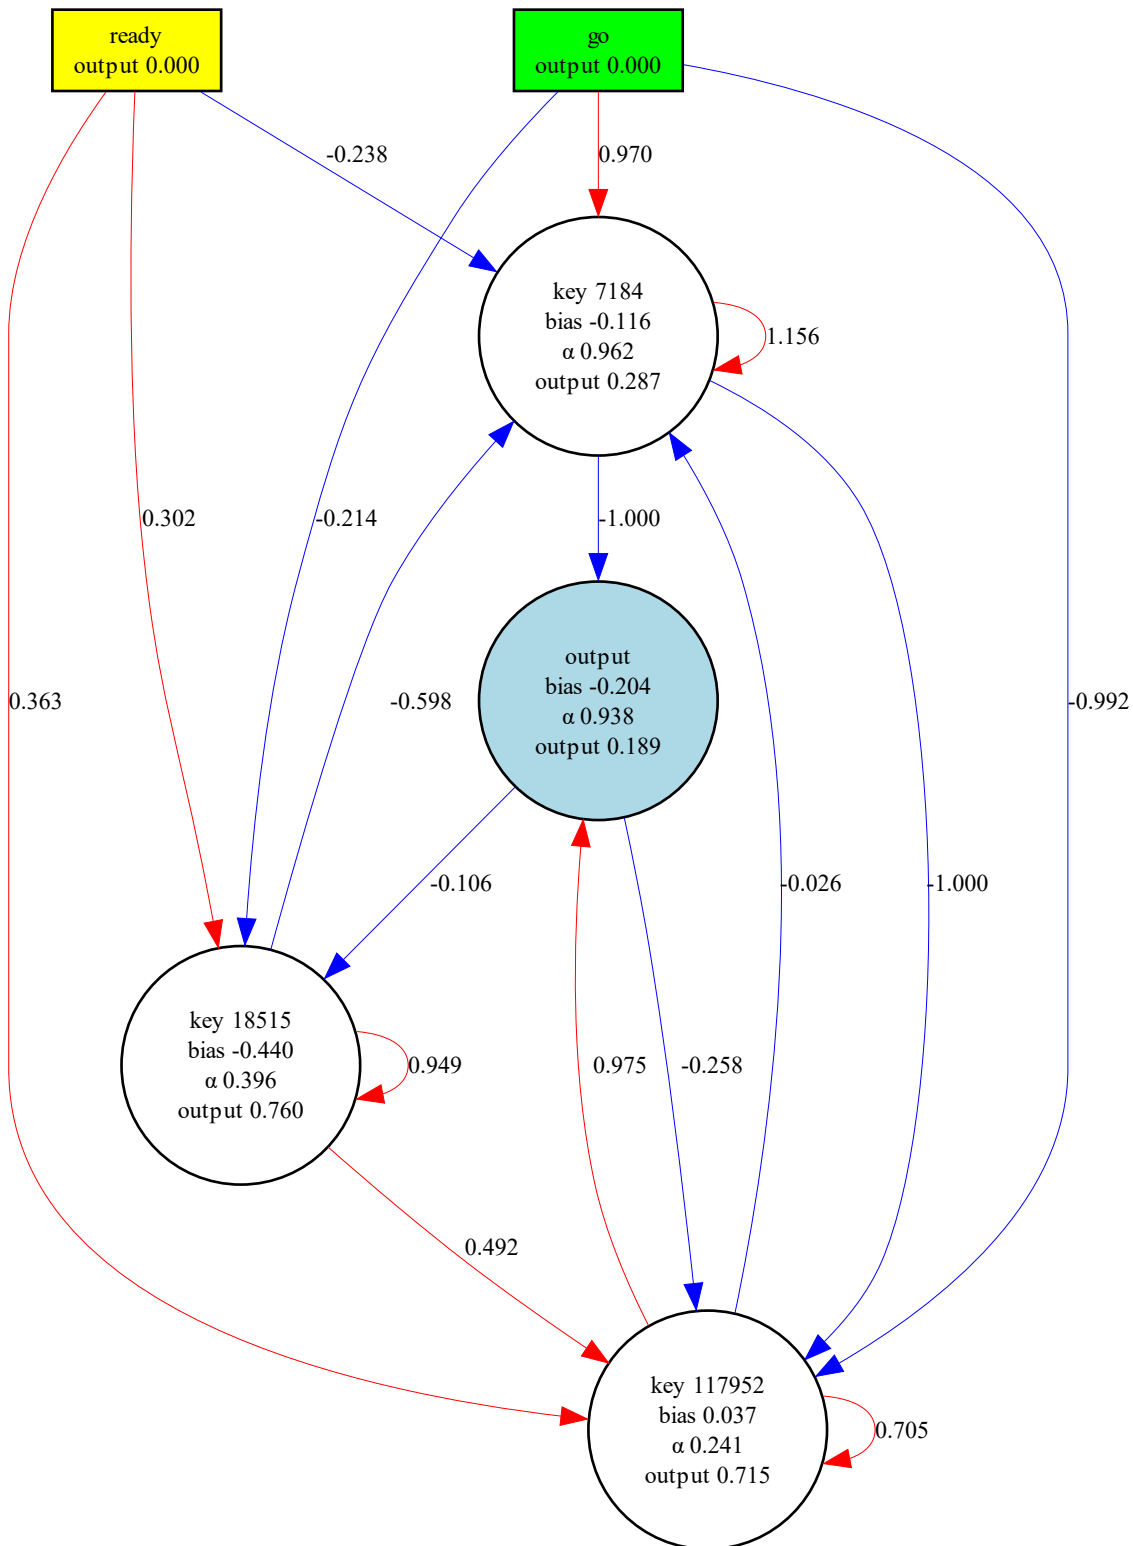 ready
output 0.000
go
output 0.000
-0.238
0.970
key 7184
bias -0.116
α 0.962
output 0.287
1.156
0.302
-0.214
-1.000
output
bias -0.204
α 0.938
output 0.189
0.363
-0.598
-0.992
-0.106
-0.026
-1.000
key 18515
bias -0.440
α 0.396
output 0.760
0.949
0.975
-0.258
0.492
key 117952
bias 0.037
α 0.241
output 0.715
0.705